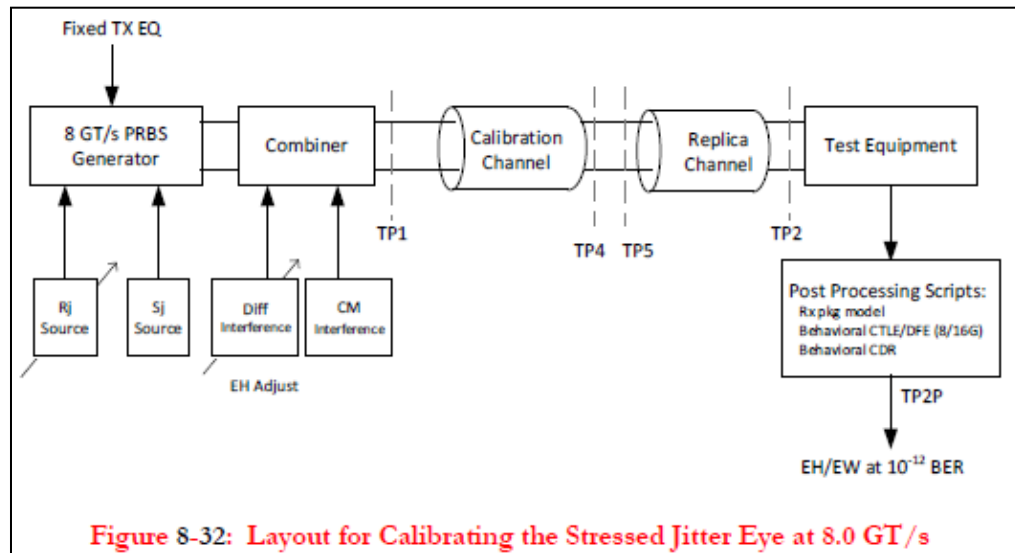 Fixed TX EQ
8 GT/s PRBS
Generator
Combiner
Calibration
Channel
Replica
Channel
Test Equipment
TP1
TP4
TP5
TP2
Rj
Source
Sj
Source
Diff
Interference
CM
Interference
EH Adjust
Post Processing Scripts:
Rx pkg model
Behavioral CTLE/DFE (8/16G)
Behavioral CDR
TP2P
EH/EW at 10⁻¹² BER
Figure 8-32: Layout for Calibrating the Stressed Jitter Eye at 8.0 GT/s